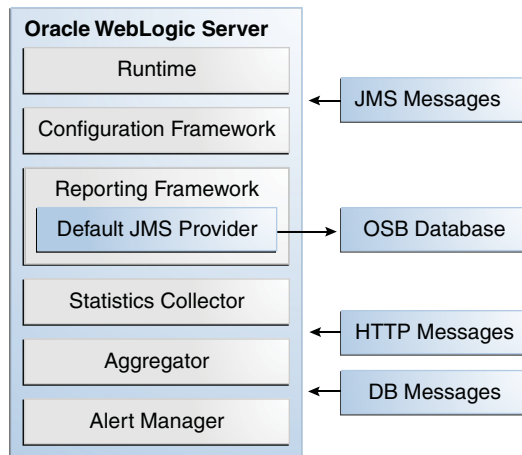 Oracle WebLogic Server
Runtime
Configuration Framework
Reporting Framework
Default JMS Provider
Statistics Collector
Aggregator
Alert Manager
JMS Messages
OSB Database
HTTP Messages
DB Messages